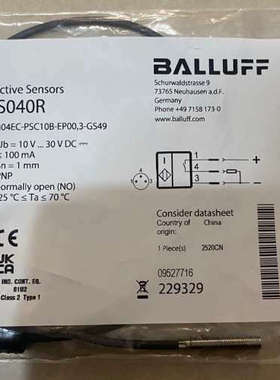 BALLUFF
ctive Sensors
S040R
04EC-PSC10B-EP00,3-GS49
Schurwaldstrasse 9
73765 Neuhausen a.d.F.
Germany
Phone +49 7158 173 0
www.balluff.com
Ub = 10 V ... 30 V DC
≤ 100 mA
Sn = 1 mm
PNP
ormally open (NO)
25 °C ≤ Ta ≤ 70 °C
1
4
3
+
−
Consider datasheet
Country of origin China
1 Piece(s) 2520CN
CE
UK
CA
IND. CONT. EQ.
Class 2 Type 1
09527716
229329